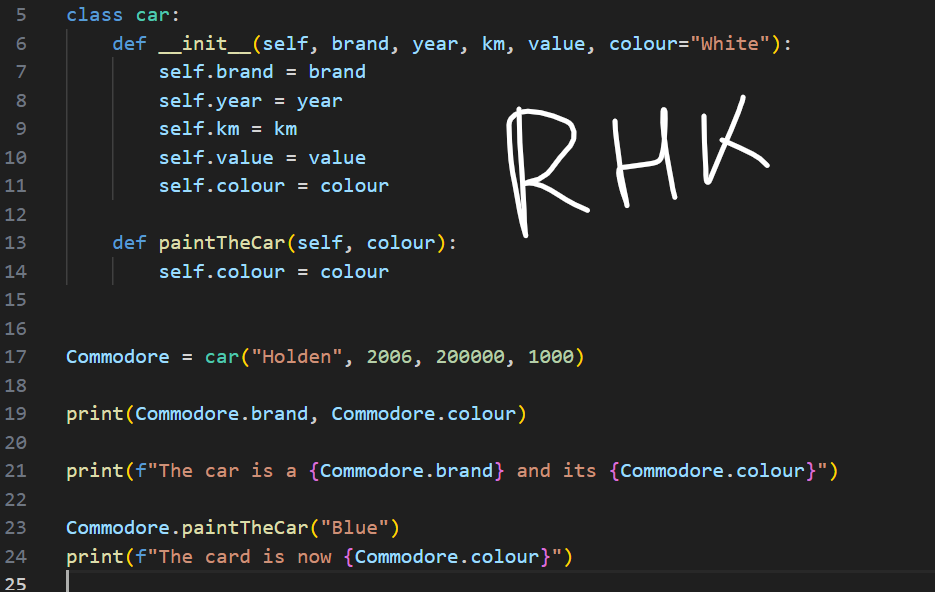 5 class car:
6     def __init__(self, brand, year, km, value, colour="White"):
7         self.brand = brand
8         self.year = year
9         self.km = km
10         self.value = value
11         self.colour = colour
12
13     def paintTheCar(self, colour):
14         self.colour = colour
15
16
17 Commodore = car("Holden", 2006, 200000, 1000)
18
19 print(Commodore.brand, Commodore.colour)
20
21 print(f"The car is a {Commodore.brand} and its {Commodore.colour}")
22
23 Commodore.paintTheCar("Blue")
24 print(f"The card is now {Commodore.colour}")
25
RHK